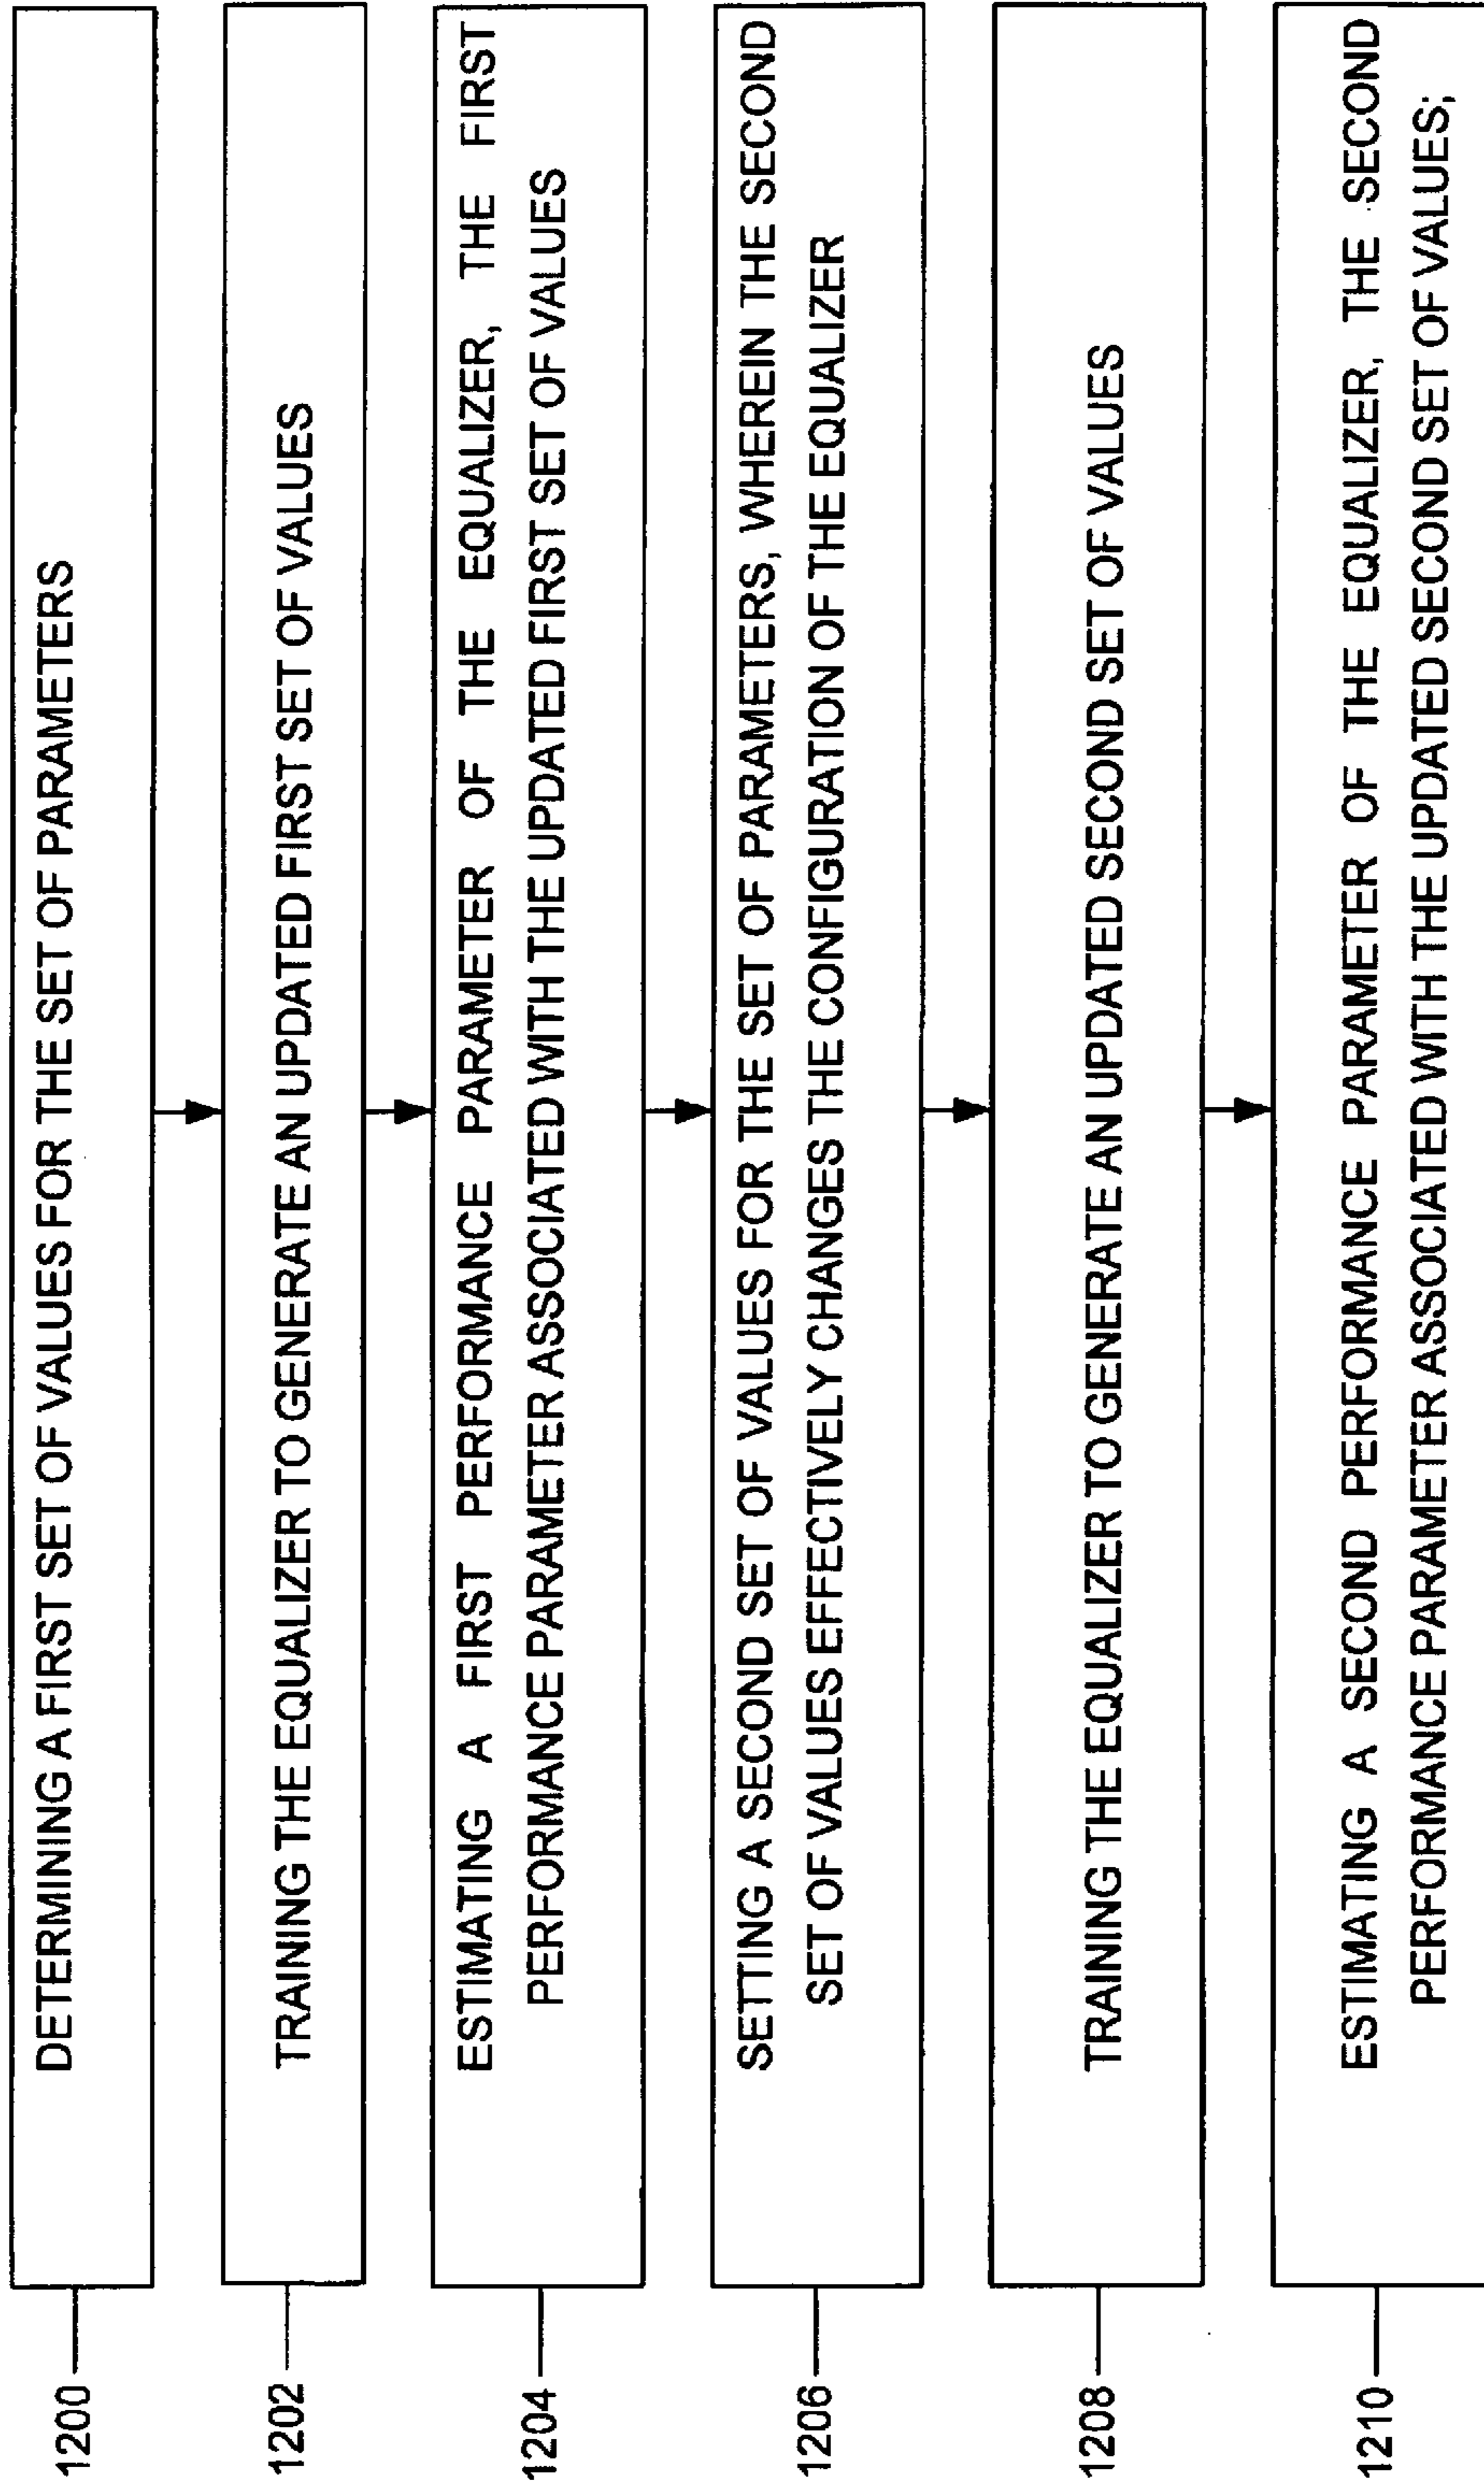 1200
DETERMINING A FIRST SET OF VALUES FOR THE SET OF PARAMETERS
1202
TRAINING THE EQUALIZER TO GENERATE AN UPDATED FIRST SET OF VALUES
1204
ESTIMATING A FIRST PERFORMANCE PARAMETER OF THE EQUALIZER, THE FIRST
PERFORMANCE PARAMETER ASSOCIATED WITH THE UPDATED FIRST SET OF VALUES
1206
SETTING A SECOND SET OF VALUES FOR THE SET OF PARAMETERS, WHEREIN THE SECOND
SET OF VALUES EFFECTIVELY CHANGES THE CONFIGURATION OF THE EQUALIZER
1208
TRAINING THE EQUALIZER TO GENERATE AN UPDATED SECOND SET OF VALUES
1210
ESTIMATING A SECOND PERFORMANCE PARAMETER OF THE EQUALIZER, THE SECOND
PERFORMANCE PARAMETER ASSOCIATED WITH THE UPDATED SECOND SET OF VALUES;